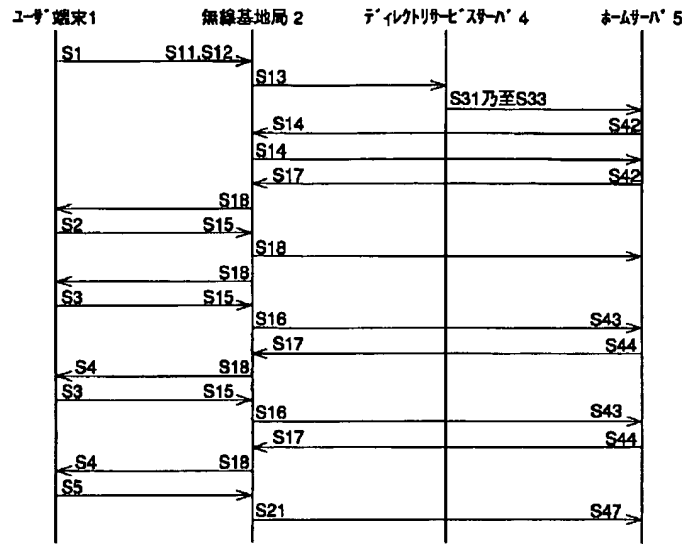 ユーザ端末1 無線基地局 2 ディレクトリサービスサーバ 4 ホームサーバ 5
S1 S11,S12
S13
S31乃至S33
S14 S42
S14
S17 S42
S18
S2 S15
S18
S18
S3 S15
S16 S43
S17 S44
S4 S18
S3 S15
S16 S43
S17 S44
S4 S18
S5
S21 S47